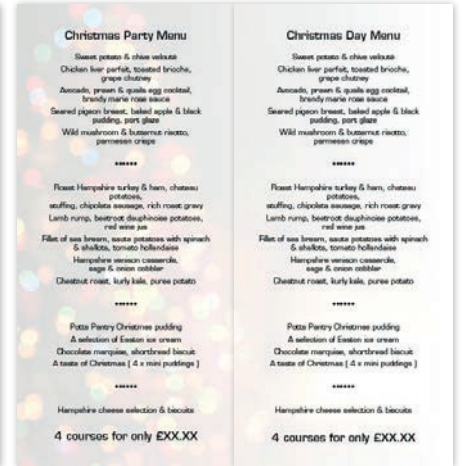 Christmas Party Menu
Sweet potato & chive velouté
Chicken liver parfait, toasted brioche,
grape chutney
Avocado, prawn & quails egg cocktail,
brandy marie rose sauce
Seared pigeon breast, baked apple & black
pudding, port glaze
Wild mushroom & butternut risotto,
parmesan crisps
••••••
Roast Hampshire turkey & ham, chateau
potatoes,
stuffing, chipolata sausage, rich roast gravy
Lamb rump, beetroot dauphinoise potatoes,
red wine jus
Fillet of sea bream, saute potatoes with spinach
& shallots, tomato hollandaise
Hampshire venison casserole,
sage & onion cobbler
Chestnut roast, kurly kale, puree potato
••••••
Potts Pantry Christmas pudding
A selection of Easton ice cream
Chocolate marquise, shortbread biscuit
A taste of Christmas ( 4 x mini puddings )
••••••
Hampshire cheese selection & biscuits
4 courses for only £XX.XX
Christmas Day Menu
Sweet potato & chive velouté
Chicken liver parfait, toasted brioche,
grape chutney
Avocado, prawn & quails egg cocktail,
brandy marie rose sauce
Seared pigeon breast, baked apple & black
pudding, port glaze
Wild mushroom & butternut risotto,
parmesan crisps
••••••
Roast Hampshire turkey & ham, chateau
potatoes,
stuffing, chipolata sausage, rich roast gravy
Lamb rump, beetroot dauphinoise potatoes,
red wine jus
Fillet of sea bream, saute potatoes with spinach
& shallots, tomato hollandaise
Hampshire venison casserole,
sage & onion cobbler
Chestnut roast, kurly kale, puree potato
••••••
Potts Pantry Christmas pudding
A selection of Easton ice cream
Chocolate marquise, shortbread biscuit
A taste of Christmas ( 4 x mini puddings )
••••••
Hampshire cheese selection & biscuits
4 courses for only £XX.XX